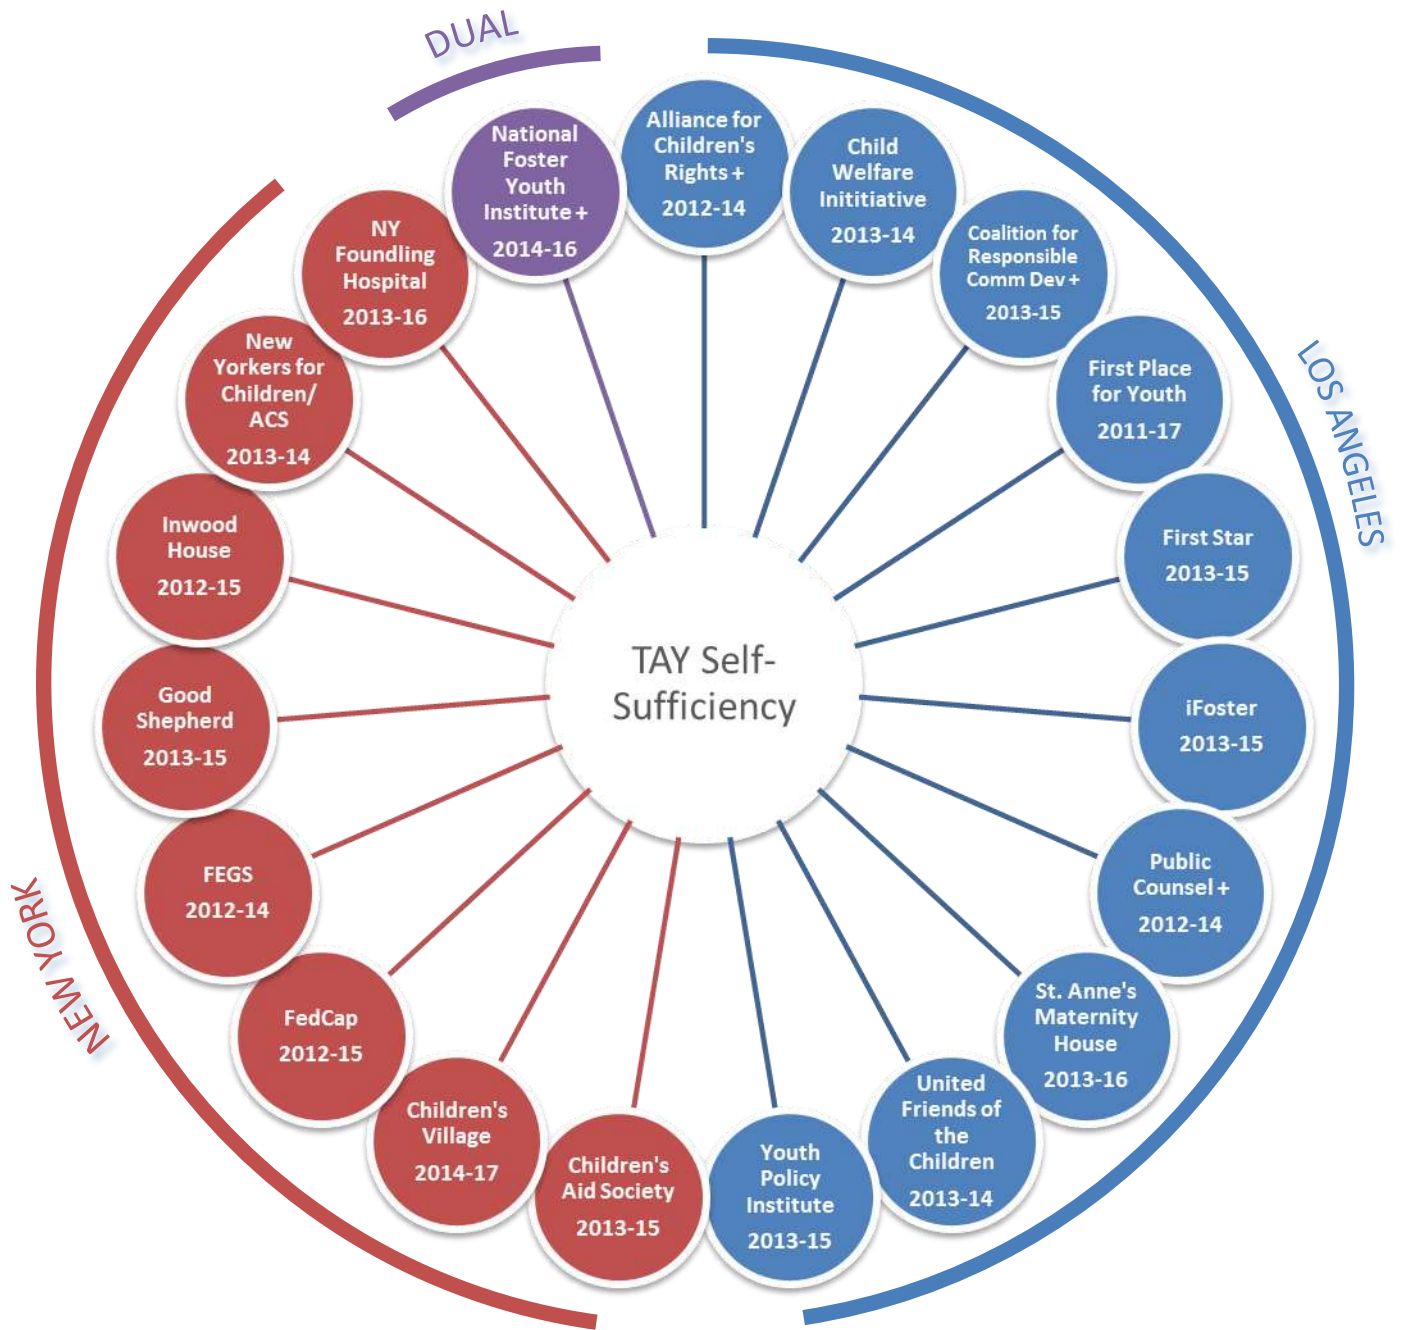 DUAL
LOS ANGELES
NEW YORK
TAY Self-
Sufficiency
Alliance for
Children's
Rights +
2012-14
Child
Welfare
Inititiative
2013-14
Coalition for
Responsible
Comm Dev +
2013-15
First Place
for Youth
2011-17
First Star
2013-15
iFoster
2013-15
Public
Counsel +
2012-14
St. Anne's
Maternity
House
2013-16
United
Friends of
the
Children
2013-14
Youth
Policy
Institute
2013-15
Children's
Aid Society
2013-15
Children's
Village
2014-17
FedCap
2012-15
FEGS
2012-14
Good
Shepherd
2013-15
Inwood
House
2012-15
New
Yorkers for
Children/
ACS
2013-14
NY
Foundling
Hospital
2013-16
National
Foster
Youth
Institute +
2014-16